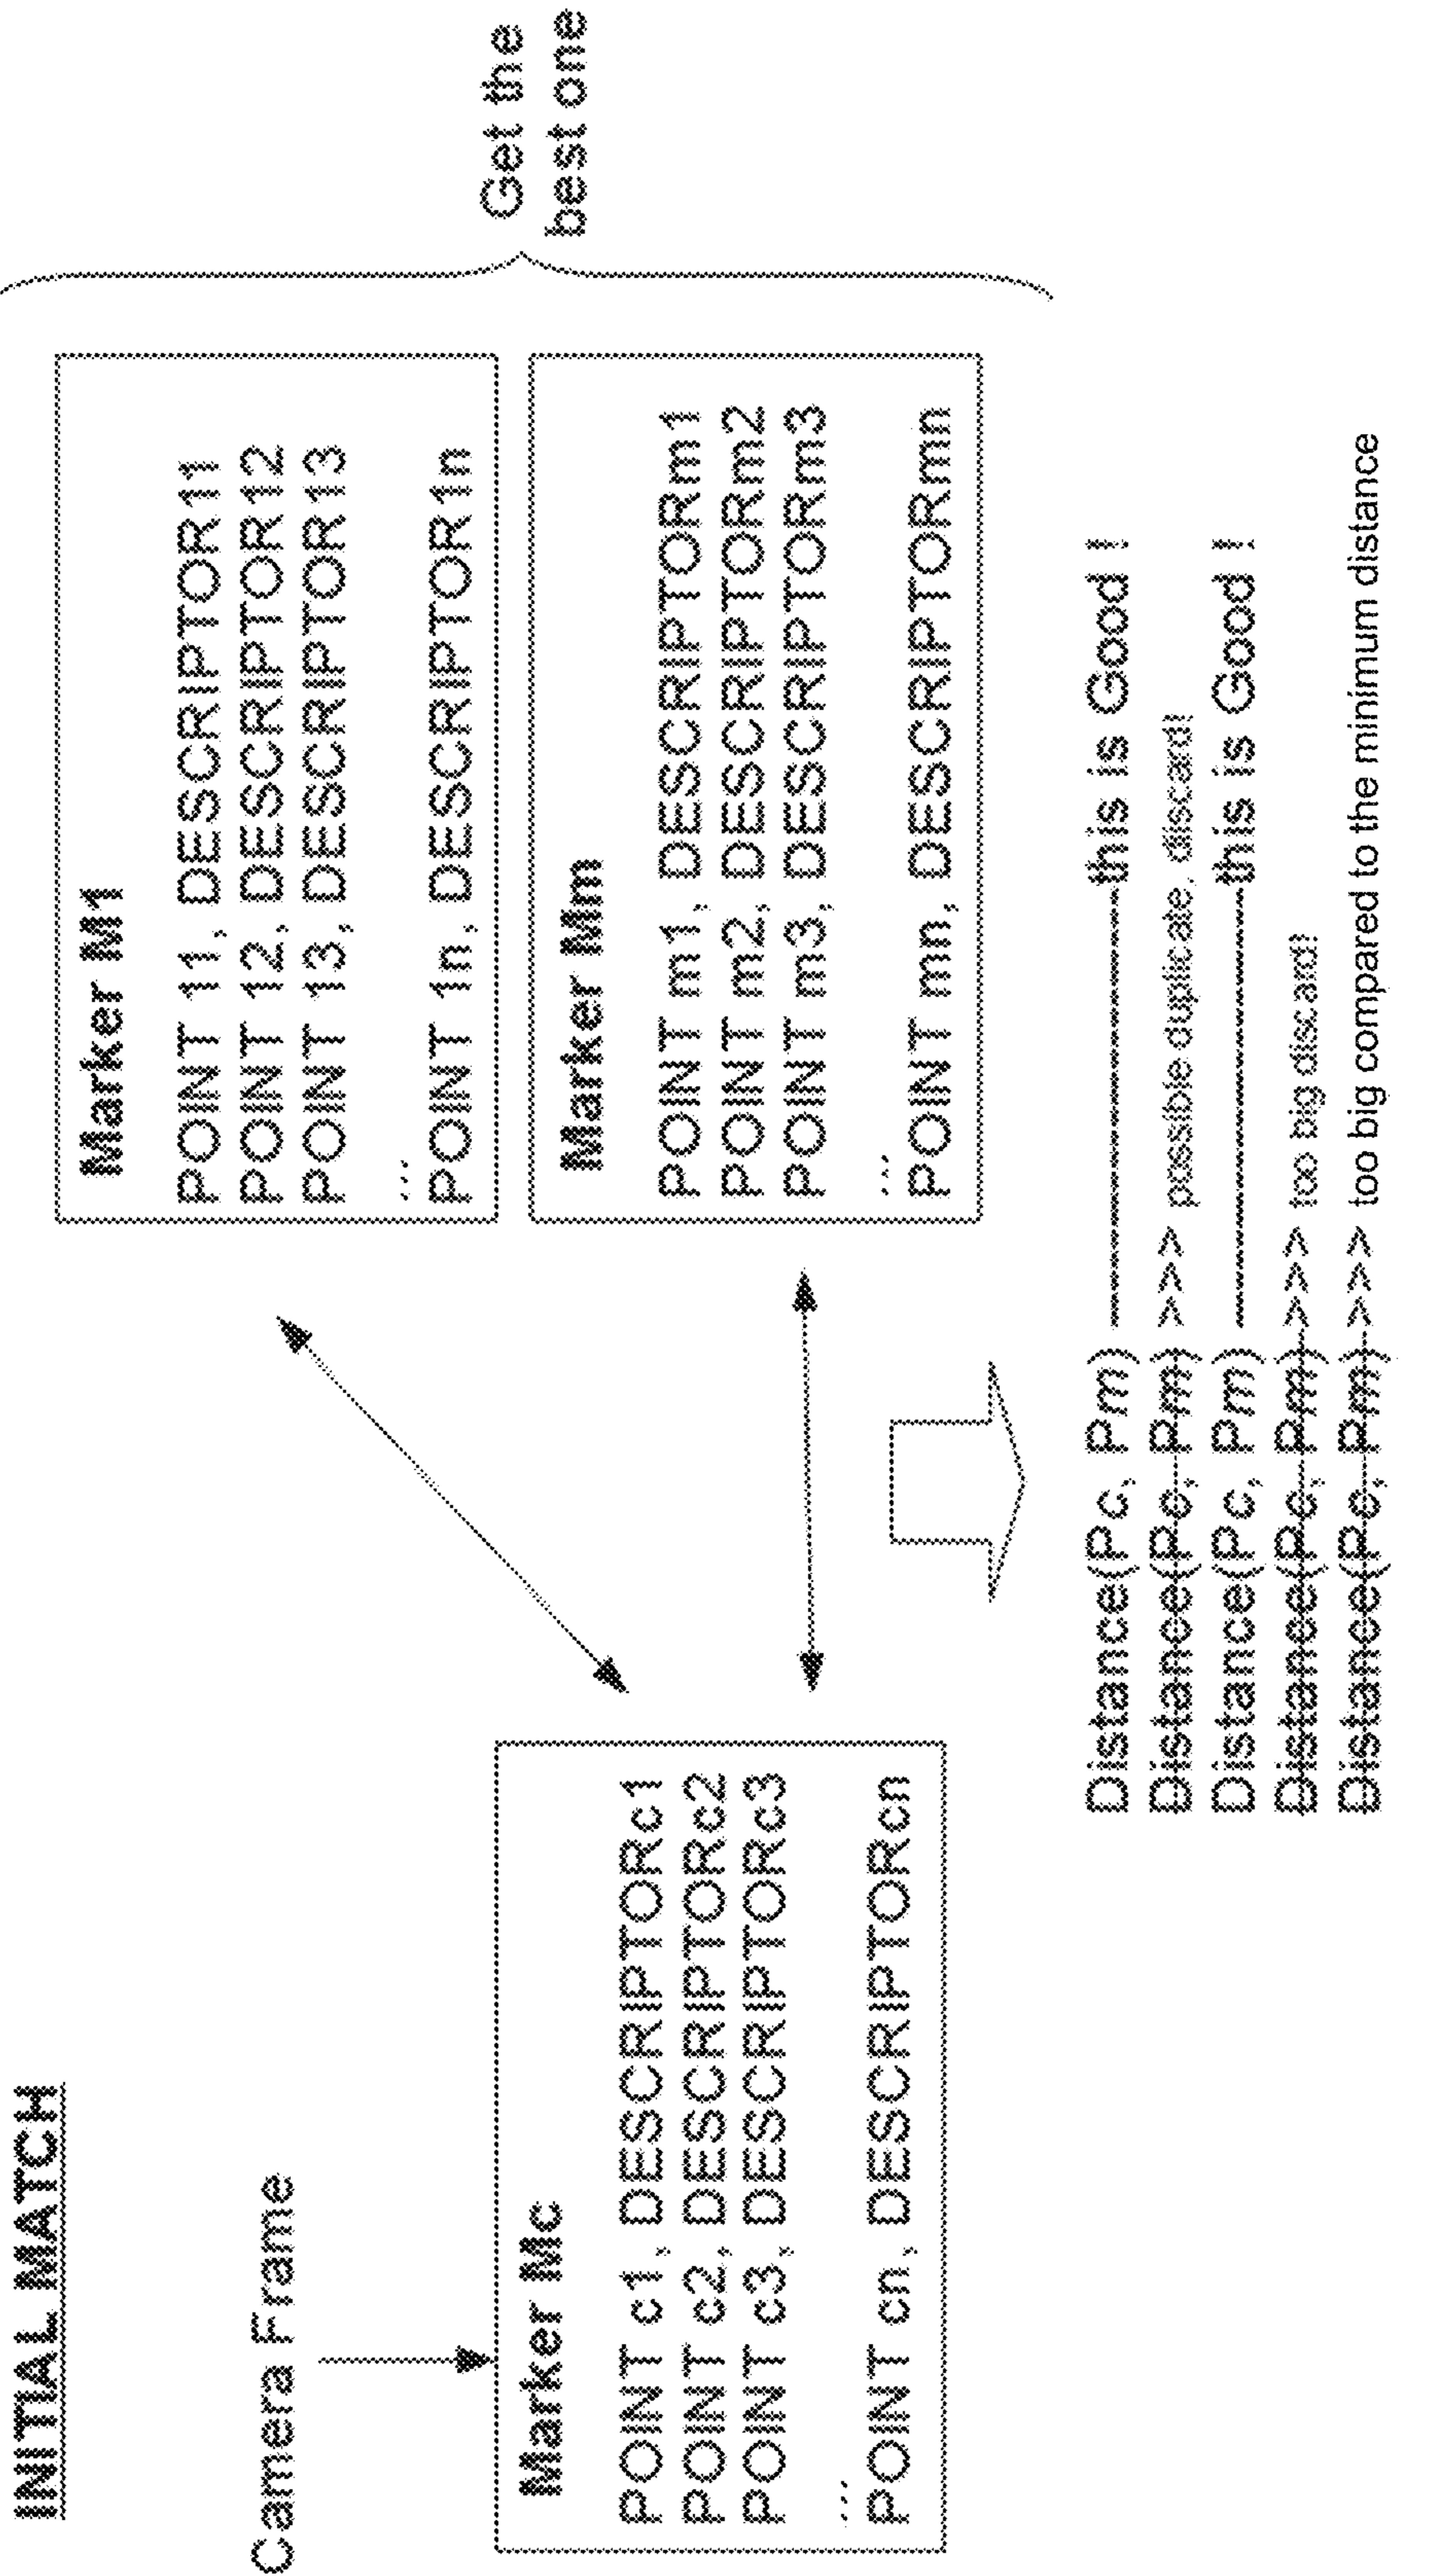 INITIAL MATCH
Camera Frame
Marker Mc
POINT c1, DESCRIPTORc1
POINT c2, DESCRIPTORc2
POINT c3, DESCRIPTORc3
...
POINT cn, DESCRIPTORcn
Marker M1
POINT 11, DESCRIPTOR11
POINT 12, DESCRIPTOR12
POINT 13, DESCRIPTOR13
...
POINT 1n, DESCRIPTOR1n
Marker Mm
POINT m1, DESCRIPTORm1
POINT m2, DESCRIPTORm2
POINT m3, DESCRIPTORm3
...
POINT mn, DESCRIPTORmn
Get the
best one
Distance(Pc, Pm) ———— this is Good !
Distance(Pc, Pm) >>> possible duplicate, discard!
Distance(Pc, Pm) ———— this is Good !
Distance(Pc, Pm) >>> too big discard!
Distance(Pc, Pm) >>> too big compared to the minimum distance